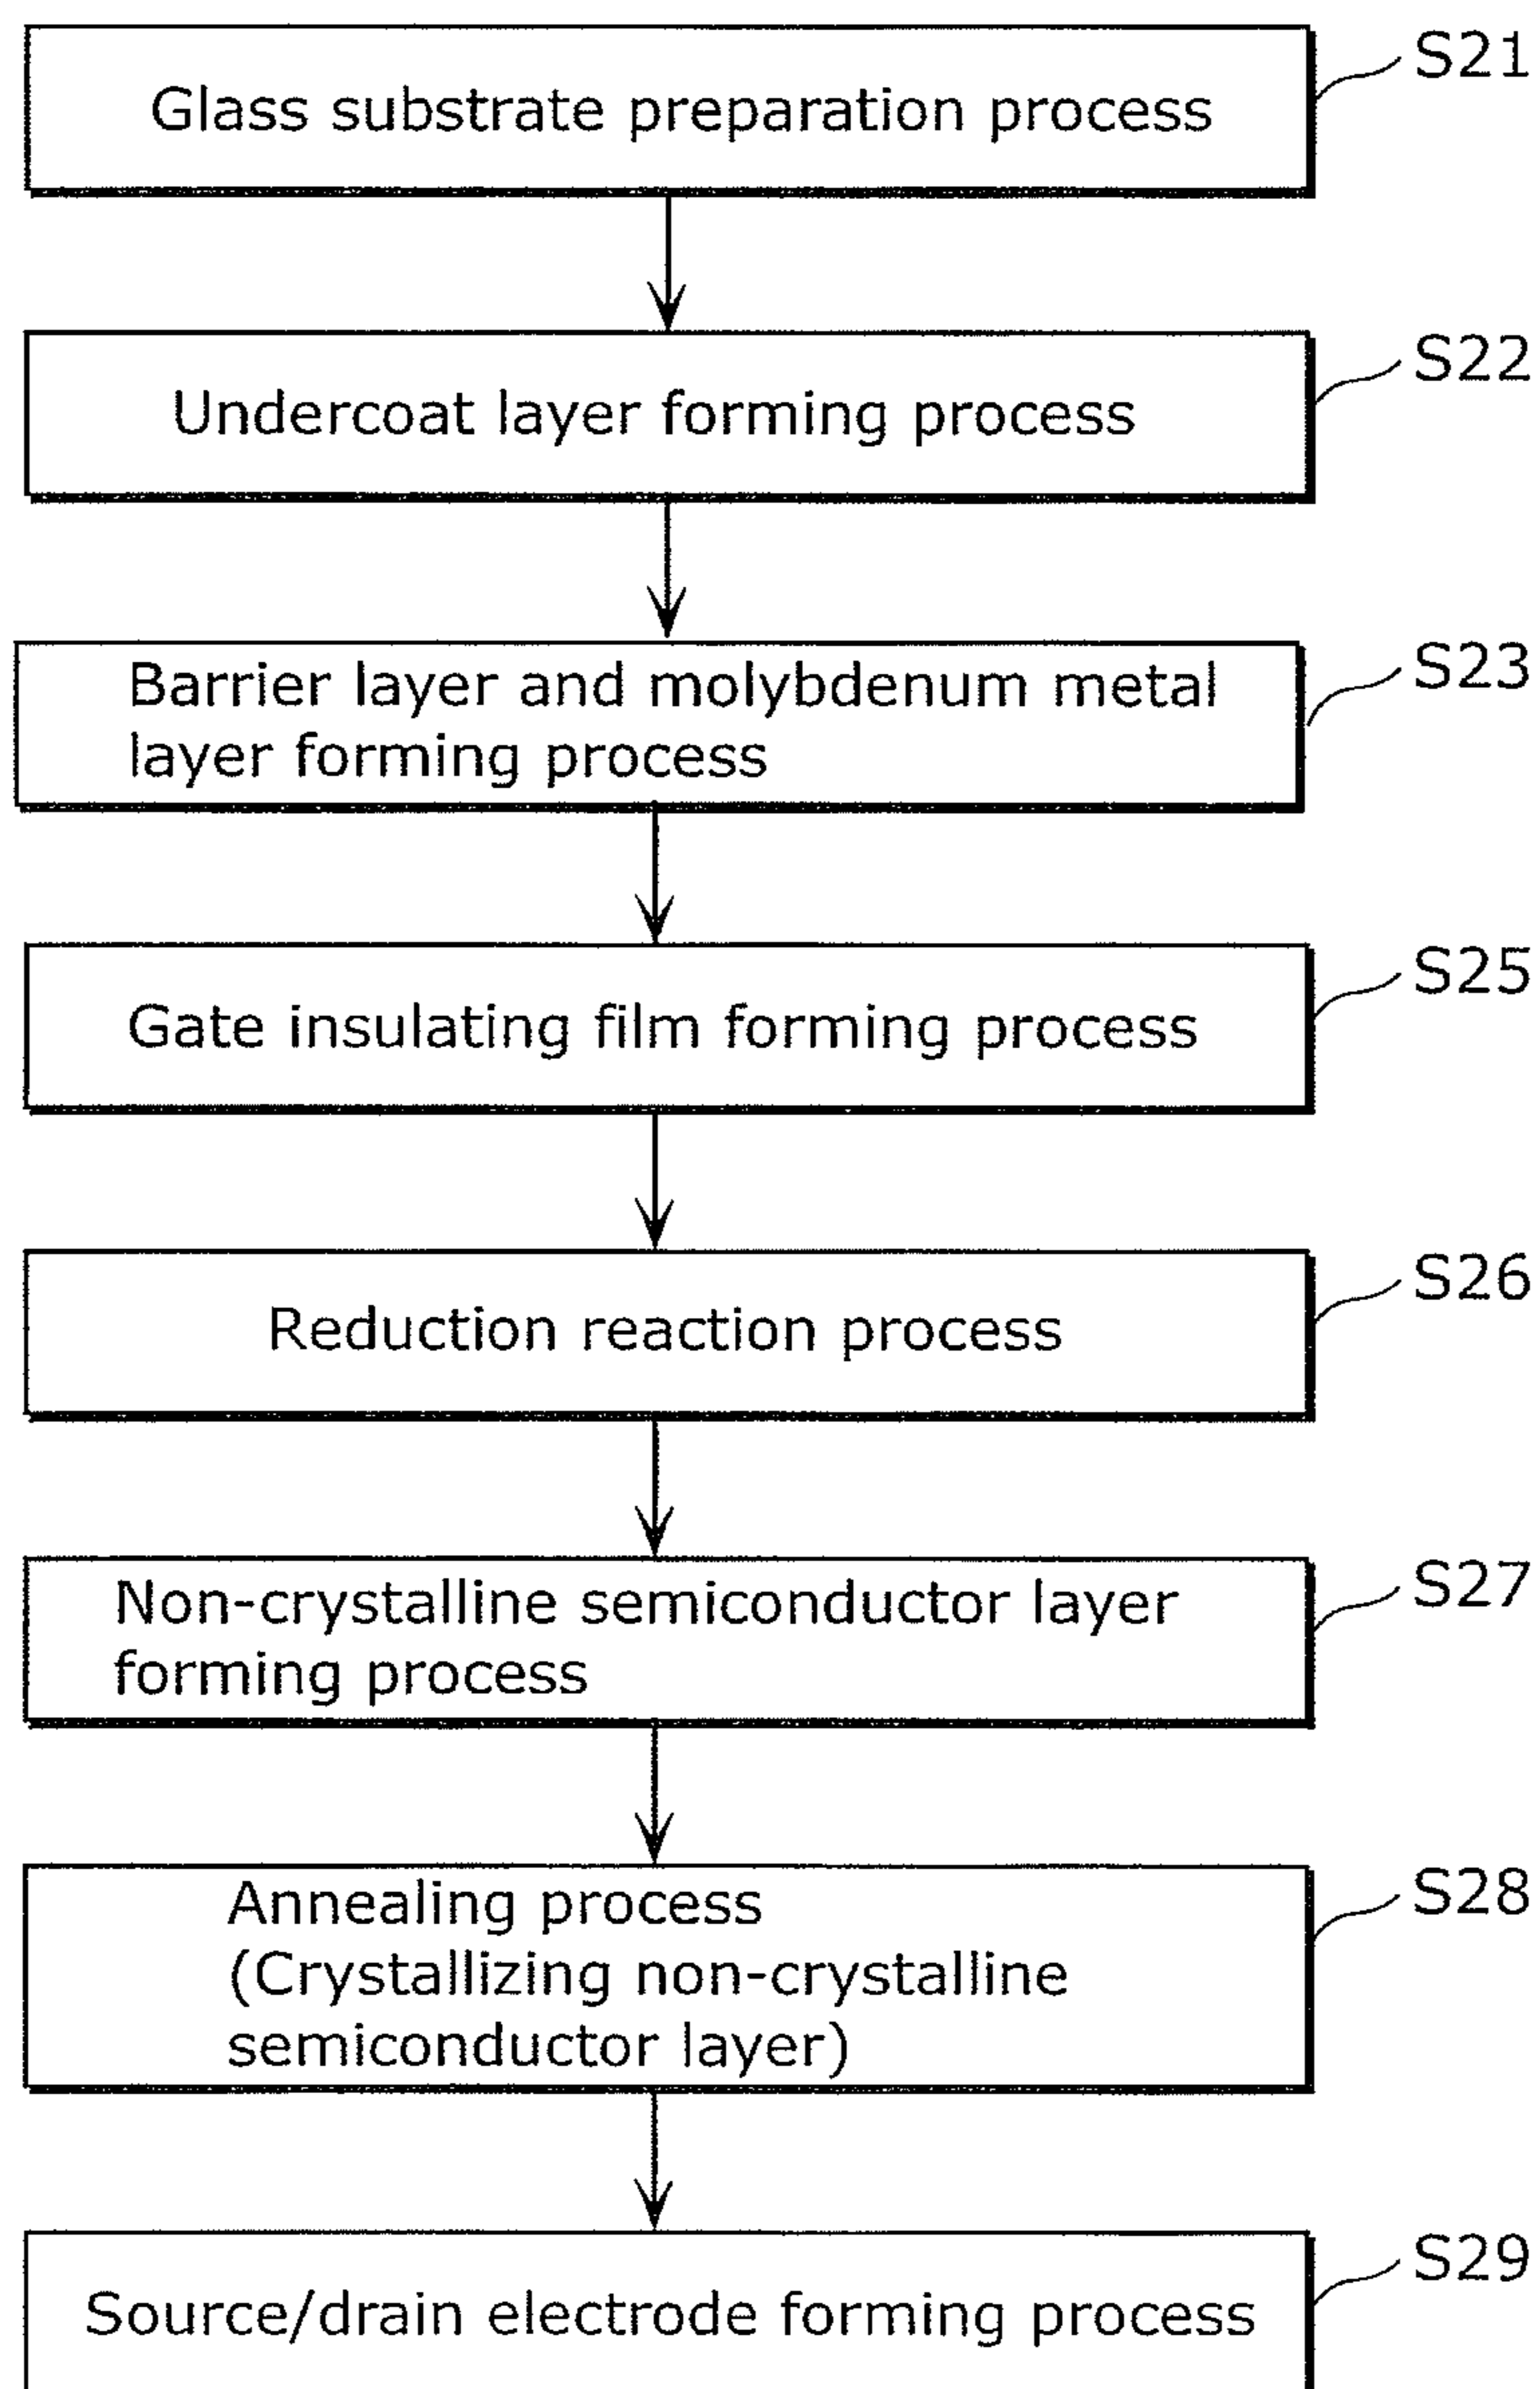 Glass substrate preparation process
S21
Undercoat layer forming process
S22
Barrier layer and molybdenum metal
layer forming process
S23
Gate insulating film forming process
S25
Reduction reaction process
S26
Non-crystalline semiconductor layer
forming process
S27
Annealing process
(Crystallizing non-crystalline
semiconductor layer)
S28
Source/drain electrode forming process
S29